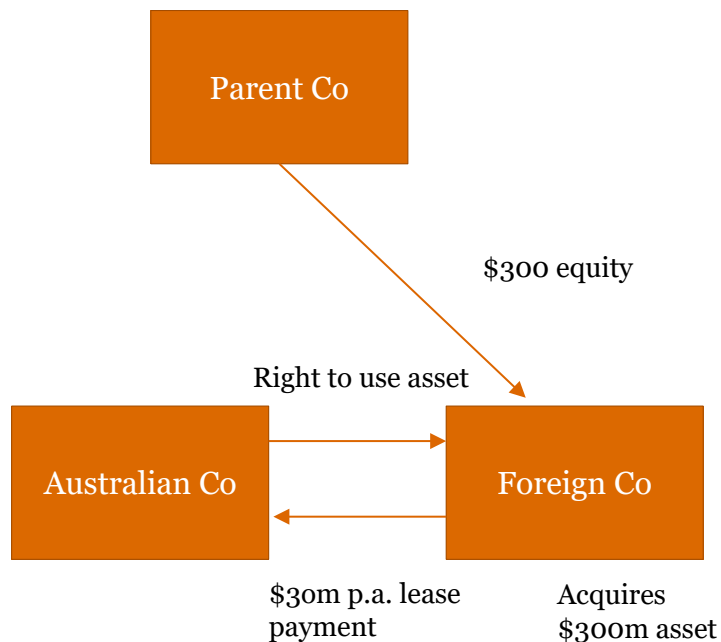 Parent Co
$300 equity
Right to use asset
Australian Co
Foreign Co
$30m p.a. lease
payment
Acquires
$300m asset